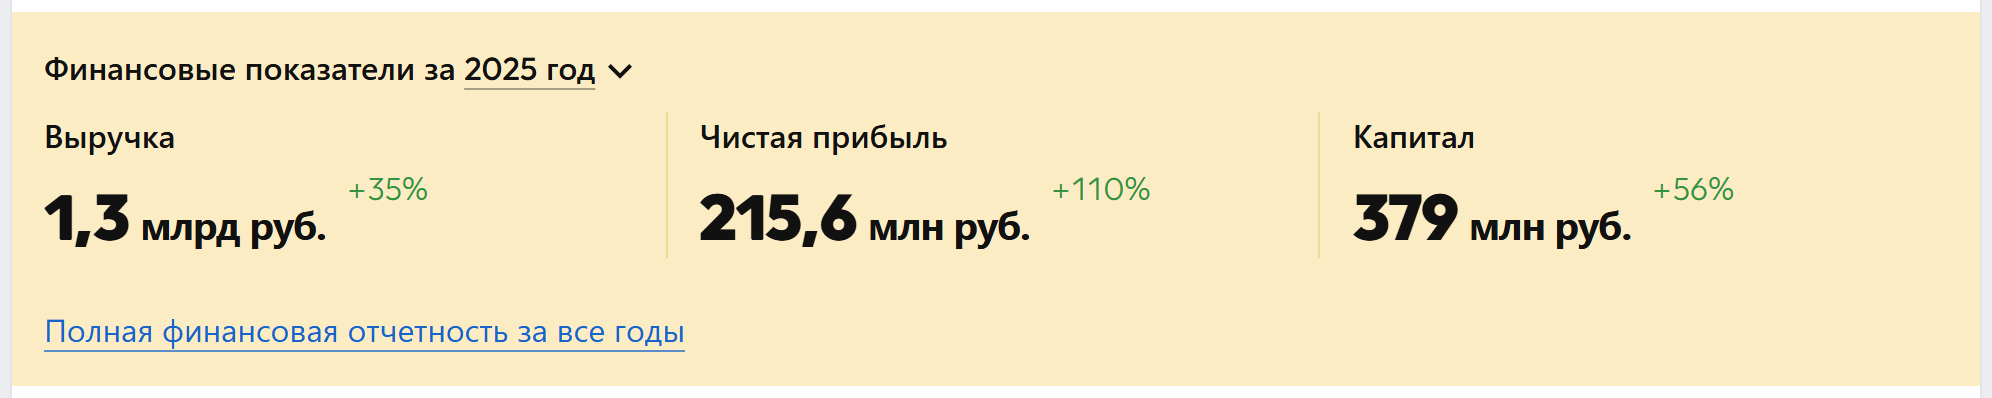 Финансовые показатели за 2025 год
Выручка
1,3 млрд руб. +35%
Чистая прибыль
215,6 млн руб. +110%
Капитал
379 млн руб. +56%
Полная финансовая отчетность за все годы